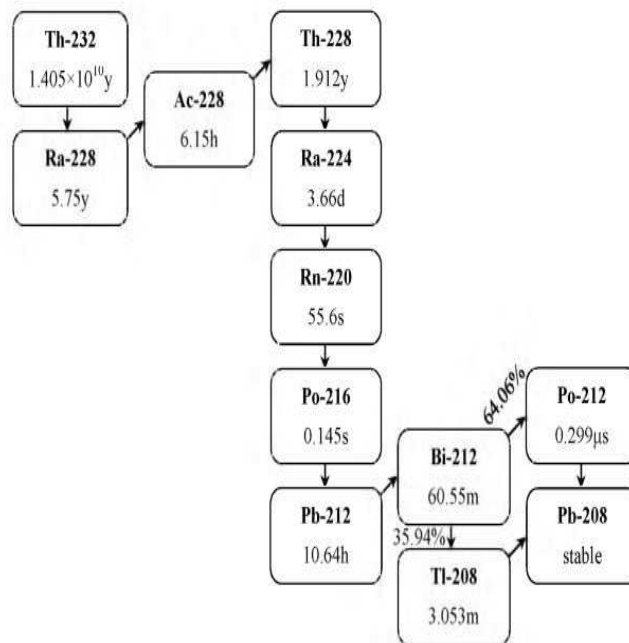 Th-232
1.405×10¹⁰y
Ra-228
5.75y
Ac-228
6.15h
Th-228
1.912y
Ra-224
3.66d
Rn-220
55.6s
Po-216
0.145s
Pb-212
10.64h
Bi-212
60.55m
64.06%
Po-212
0.299μs
35.94%
Tl-208
3.053m
Pb-208
stable